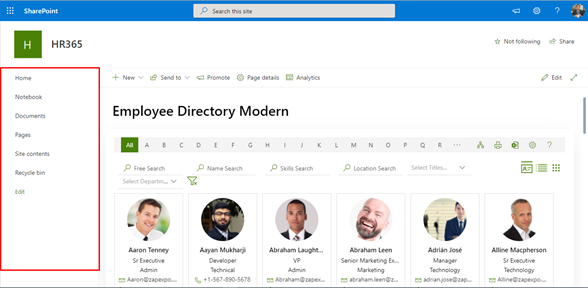 SharePoint
Search this site
?
H
HR365
Not following
Share
Home
Notebook
Documents
Pages
Site contents
Recycle bin
Edit
New
Send to
Promote
Page details
Analytics
Edit
Employee Directory Modern
All A B C D E F G H I J K L M N O P Q R ... ?
Free Search
Name Search
Skills Search
Location Search
Select Titles...
Select Departm...
Aaron Tenney
Sr Executive
Admin
Aaron@zapexpo...
Aayan Mukharji
Developer
Technical
+1-567-890-5678
Abraham Laught...
VP
Admin
Abraham@zap...
Abraham Leen
Senior Marketing Ex...
Marketing
abraham.leen@z...
Adrián José
Manager
Technology
adrian.jose@zap...
Alline Macpherson
Sr Executive
Technology